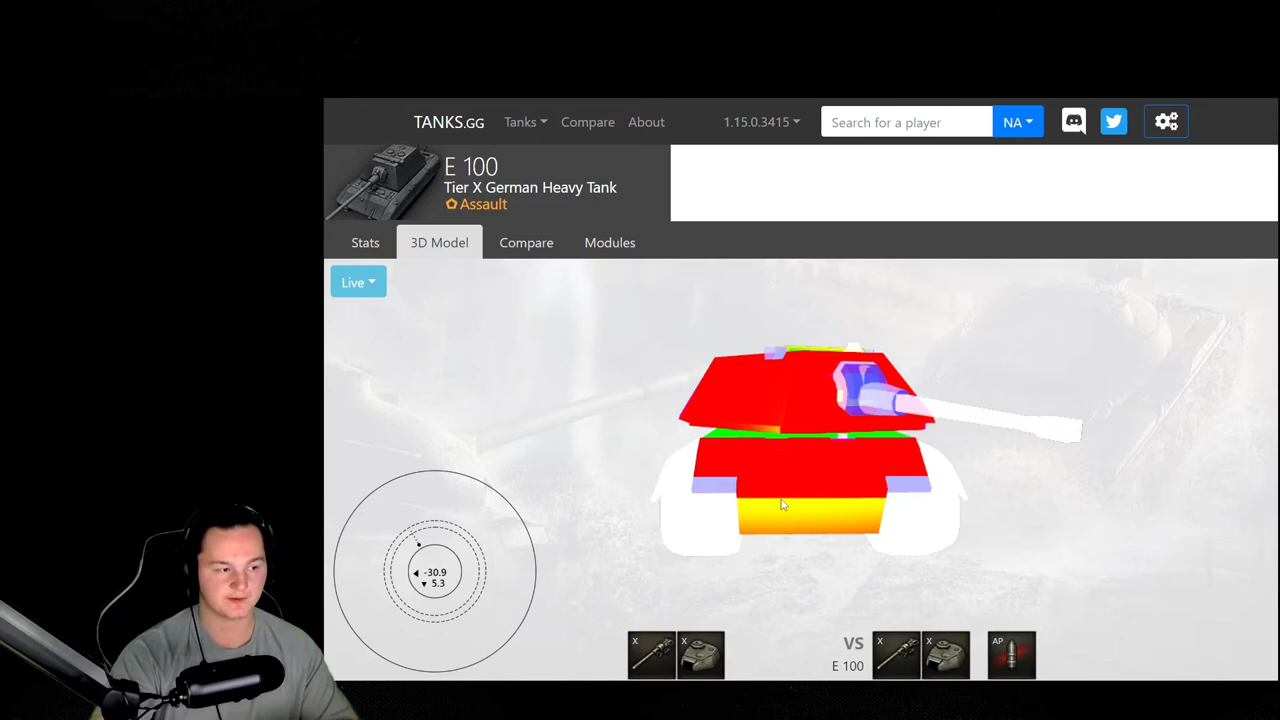 TANKS.GG Tanks Compare About 1.15.0.3415 Search for a player NA
E 100
Tier X German Heavy Tank
Assault
Stats 3D Model Compare Modules
Live
-30.9
5.3
X X VS X X AP
E 100